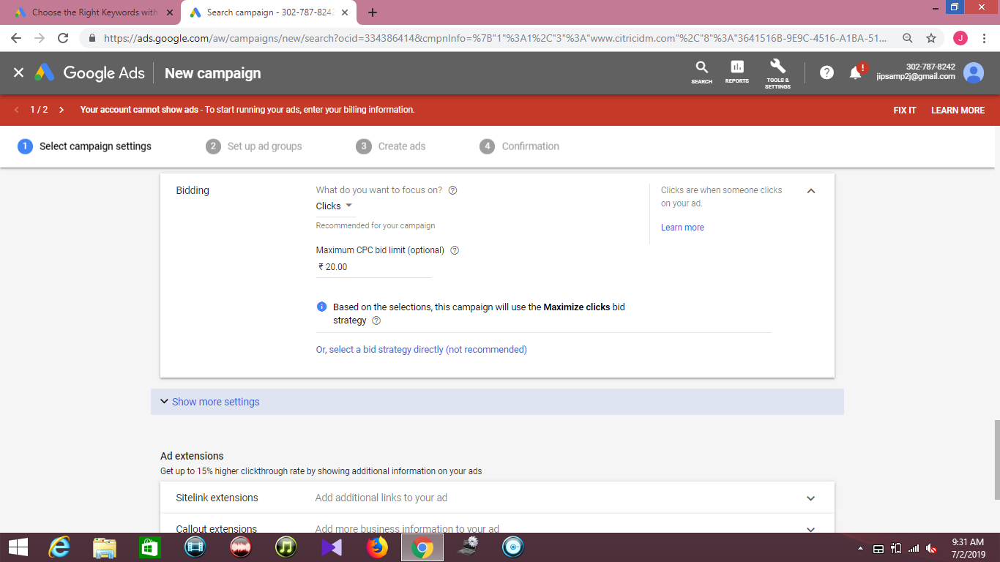 Choose the Right Keywords with
Search campaign - 302-787-8242
https://ads.google.com/aw/campaigns/new/search?ocid=334386414&cmpnInfo=%7B"1"%3A1%2C"3"%3A"www.citricidm.com"%2C"8"%3A"3641516B-9E9C-4516-A1BA-51...
J
Google Ads
New campaign
SEARCH
REPORTS
TOOLS & SETTINGS
!
302-787-8242
jipsamp2j@gmail.com
1 / 2
Your account cannot show ads - To start running your ads, enter your billing information.
FIX IT
LEARN MORE
1 Select campaign settings
2 Set up ad groups
3 Create ads
4 Confirmation
Bidding
What do you want to focus on?
Clicks
Recommended for your campaign
Maximum CPC bid limit (optional)
₹ 20.00
Based on the selections, this campaign will use the Maximize clicks bid
strategy
Or, select a bid strategy directly (not recommended)
Clicks are when someone clicks
on your ad.
Learn more
Show more settings
Ad extensions
Get up to 15% higher clickthrough rate by showing additional information on your ads
Sitelink extensions
Add additional links to your ad
Callout extensions
Add more business information to your ad
9:31 AM
7/2/2019